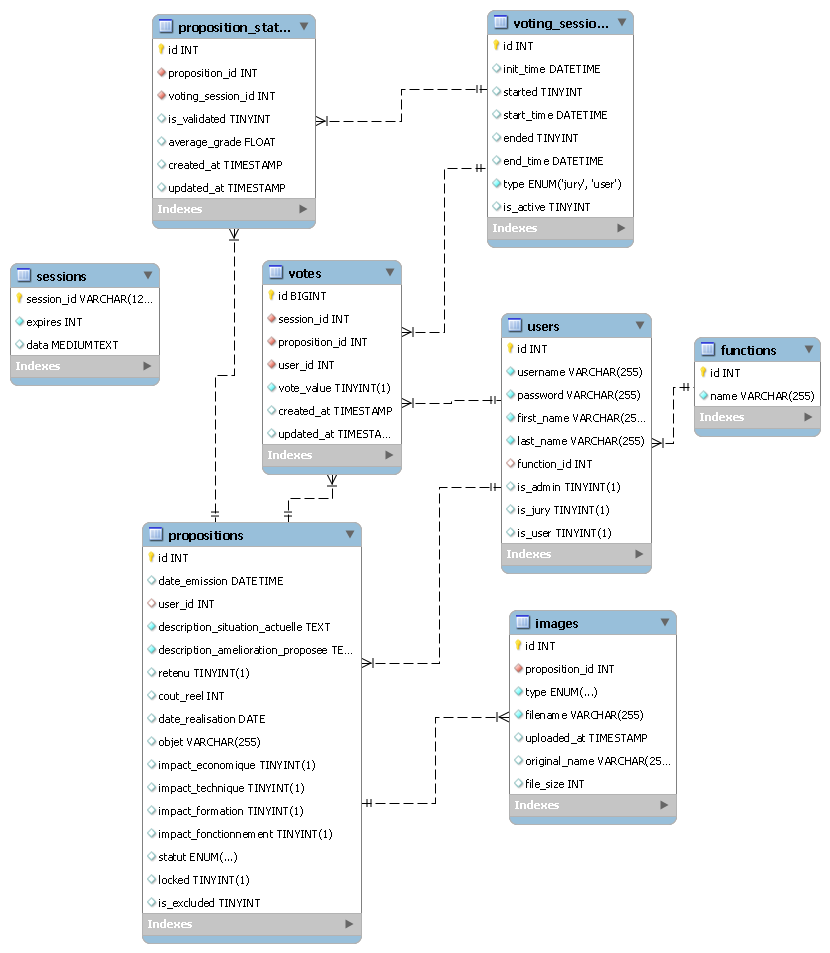 proposition_stat...
id INT
proposition_id INT
voting_session_id INT
is_validated TINYINT
average_grade FLOAT
created_at TIMESTAMP
updated_at TIMESTAMP
Indexes
voting_sessio...
id INT
init_time DATETIME
started TINYINT
start_time DATETIME
ended TINYINT
end_time DATETIME
type ENUM('jury', 'user')
is_active TINYINT
Indexes
sessions
session_id VARCHAR(12...
expires INT
data MEDIUMTEXT
Indexes
votes
id BIGINT
session_id INT
proposition_id INT
user_id INT
vote_value TINYINT(1)
created_at TIMESTAMP
updated_at TIMESTA...
Indexes
users
id INT
username VARCHAR(255)
password VARCHAR(255)
first_name VARCHAR(25...
last_name VARCHAR(255)
function_id INT
is_admin TINYINT(1)
is_jury TINYINT(1)
is_user TINYINT(1)
Indexes
functions
id INT
name VARCHAR(255)
Indexes
propositions
id INT
date_emission DATETIME
user_id INT
description_situation_actuelle TEXT
description_amelioration_proposee TE...
retenu TINYINT(1)
cout_reel INT
date_realisation DATE
objet VARCHAR(255)
impact_economique TINYINT(1)
impact_technique TINYINT(1)
impact_formation TINYINT(1)
impact_fonctionnement TINYINT(1)
statut ENUM(...)
locked TINYINT(1)
is_excluded TINYINT
Indexes
images
id INT
proposition_id INT
type ENUM(...)
filename VARCHAR(255)
uploaded_at TIMESTAMP
original_name VARCHAR(25...
file_size INT
Indexes